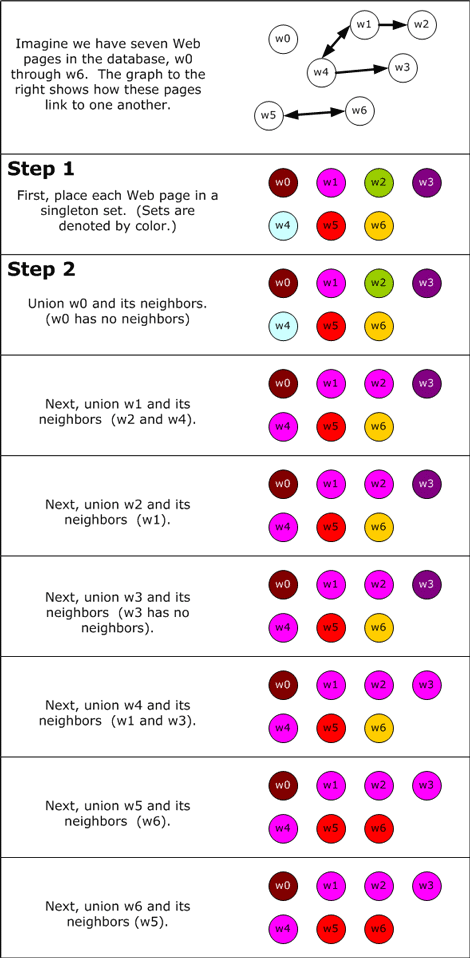 Imagine we have seven Web
pages in the database, w0
through w6. The graph to the
right shows how these pages
link to one another.
w0
w1
w2
w4
w3
w5
w6
Step 1
First, place each Web page in a
singleton set. (Sets are
denoted by color.)
w0 w1 w2 w3
w4 w5 w6
Step 2
Union w0 and its neighbors.
(w0 has no neighbors)
w0 w1 w2 w3
w4 w5 w6
Next, union w1 and its
neighbors (w2 and w4).
w0 w1 w2 w3
w4 w5 w6
Next, union w2 and its
neighbors (w1).
w0 w1 w2 w3
w4 w5 w6
Next, union w3 and its
neighbors (w3 has no
neighbors).
w0 w1 w2 w3
w4 w5 w6
Next, union w4 and its
neighbors (w1 and w3).
w0 w1 w2 w3
w4 w5 w6
Next, union w5 and its
neighbors (w6).
w0 w1 w2 w3
w4 w5 w6
Next, union w6 and its
neighbors (w5).
w0 w1 w2 w3
w4 w5 w6